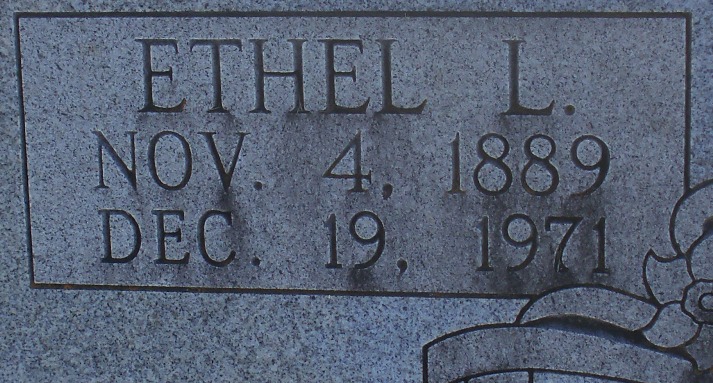 ETHEL L.
NOV. 4, 1889
DEC. 19, 1971